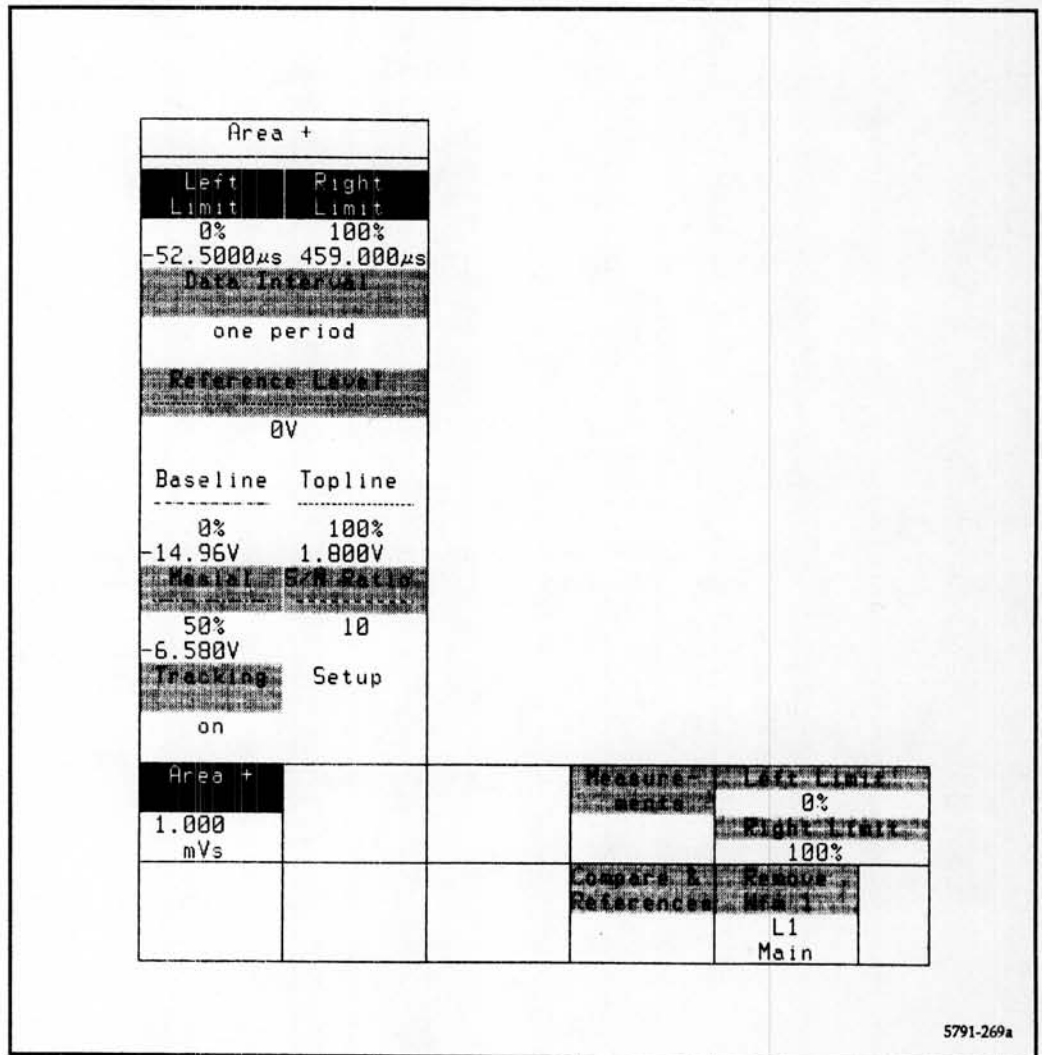 Area +
Left Right
Limit Limit
0% 100%
-52.5000µs 459.000µs
Data Interval
one period
Reference Level
0V
Baseline Topline
0% 100%
-14.96V 1.800V
Mesial S/N Ratio
50% 10
-6.580V
Tracking Setup
on
Area +
1.000
mVs
Measure-
ments
Left Limit
0%
Right Limit
100%
Compare &
References
Remove
Wfm 1
L1
Main
5791-269a